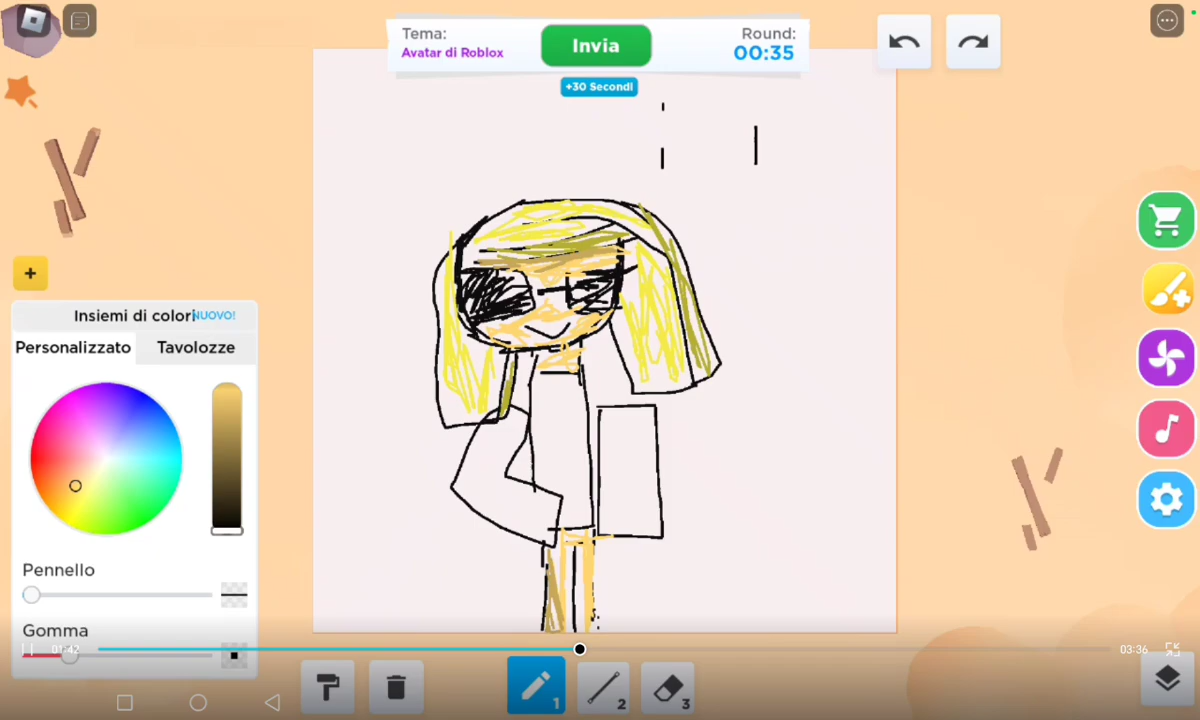 Tema:
Avatar di Roblox
Invia
Round:
00:35
+30 Secondi
+
Insiemi di colori NUOVO!
Personalizzato
Tavolozze
Pennello
Gomma
01:42
03:36
1
2
3